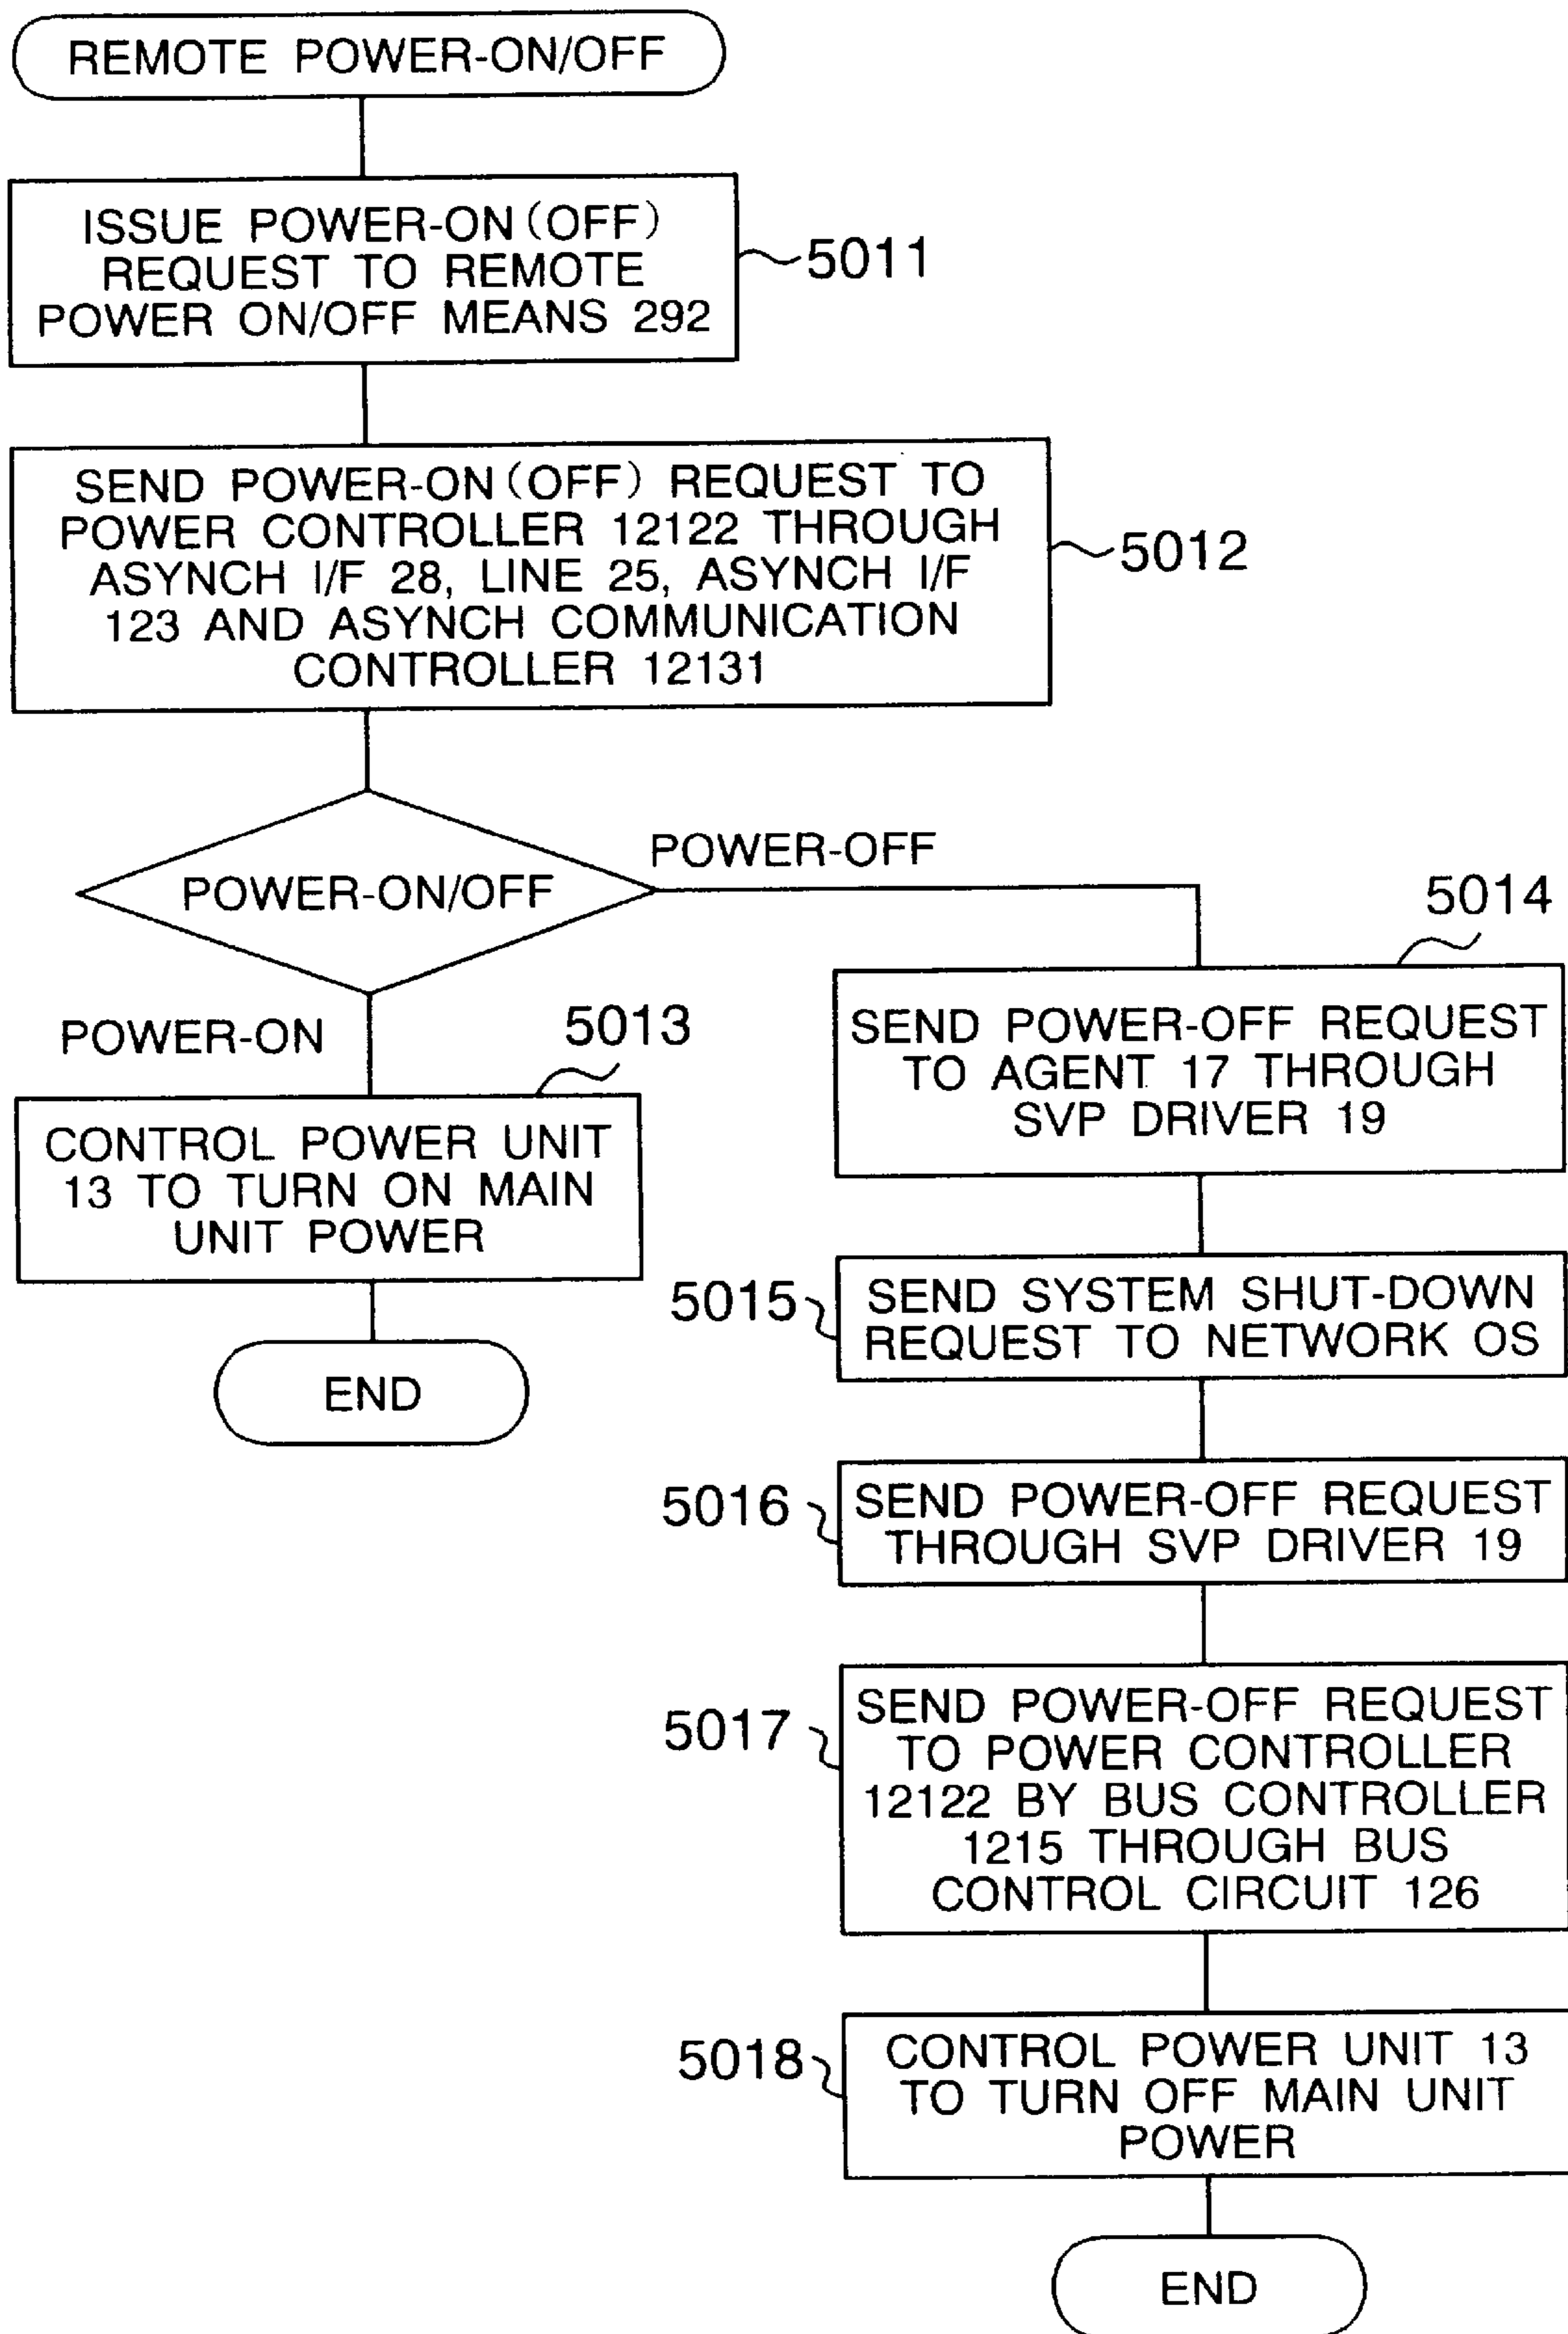 REMOTE POWER-ON/OFF
ISSUE POWER-ON(OFF)
REQUEST TO REMOTE
POWER ON/OFF MEANS 292
5011
SEND POWER-ON(OFF) REQUEST TO
POWER CONTROLLER 12122 THROUGH
ASYNCH I/F 28, LINE 25, ASYNCH I/F
123 AND ASYNCH COMMUNICATION
CONTROLLER 12131
5012
POWER-ON/OFF
POWER-OFF
POWER-ON
5013
CONTROL POWER UNIT
13 TO TURN ON MAIN
UNIT POWER
END
5014
SEND POWER-OFF REQUEST
TO AGENT 17 THROUGH
SVP DRIVER 19
5015
SEND SYSTEM SHUT-DOWN
REQUEST TO NETWORK OS
5016
SEND POWER-OFF REQUEST
THROUGH SVP DRIVER 19
5017
SEND POWER-OFF REQUEST
TO POWER CONTROLLER
12122 BY BUS CONTROLLER
1215 THROUGH BUS
CONTROL CIRCUIT 126
5018
CONTROL POWER UNIT 13
TO TURN OFF MAIN UNIT
POWER
END